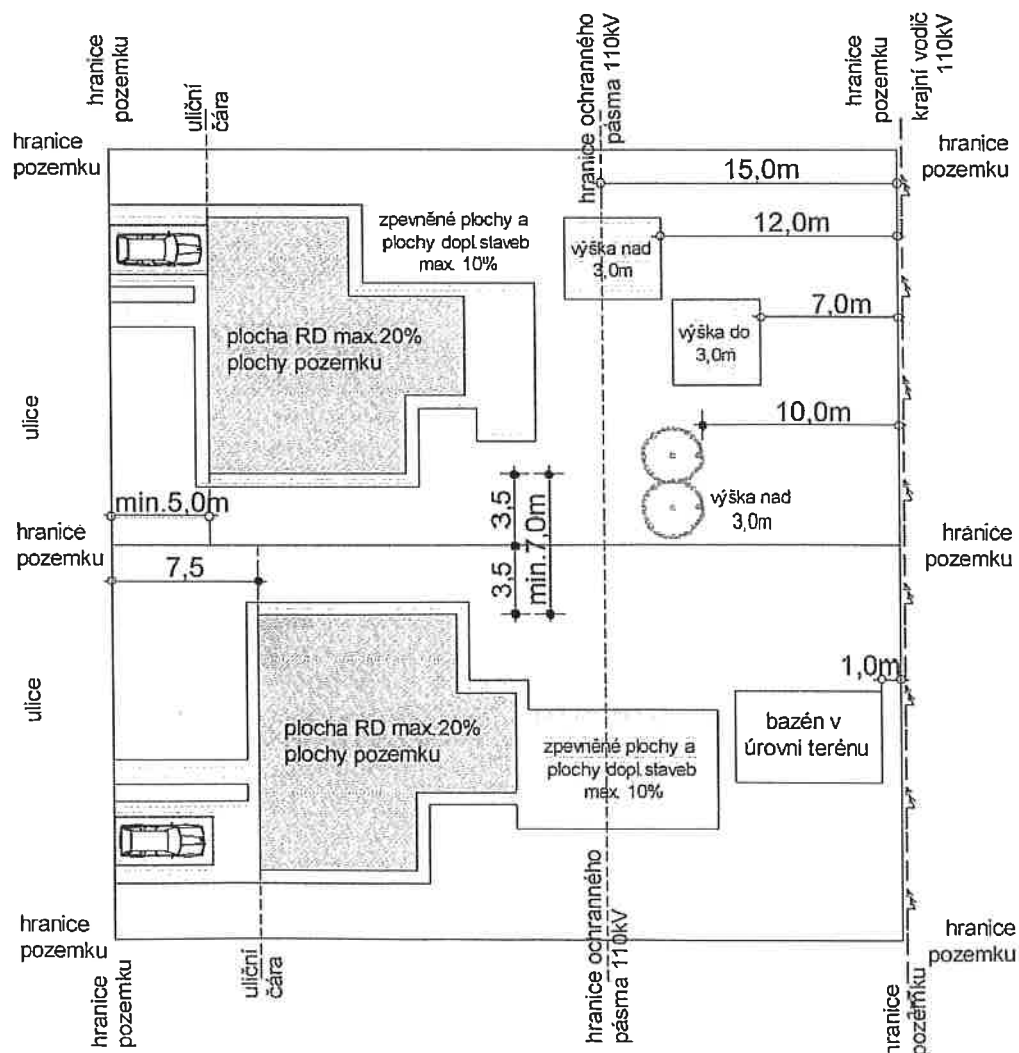 hranice
pozemku
uliční
čára
hranice ochranného
pásma 110kV
hranice
pozemku
krajní vodič
110kV
hranice
pozemku
hranice
pozemku
15,0m
zpevněné plochy a
plochy dopl.staveb
max. 10%
12,0m
výška nad
3,0m
plocha RD max.20%
plochy pozemku
7,0m
výška do
3,0m
ulice
10,0m
min.5,0m
3,5
min.7,0m
výška nad
3,0m
hranice
pozemku
hranice
pozemku
7,5
3,5
ulice
1,0m
plocha RD max.20%
plochy pozemku
zpevněné plochy a
plochy dopl.staveb
max. 10%
bazén v
úrovni terénu
hranice
pozemku
hranice
pozemku
hranice
pozemku
uliční
čára
hranice ochranného
pásma 110kV
hranice
pozemku